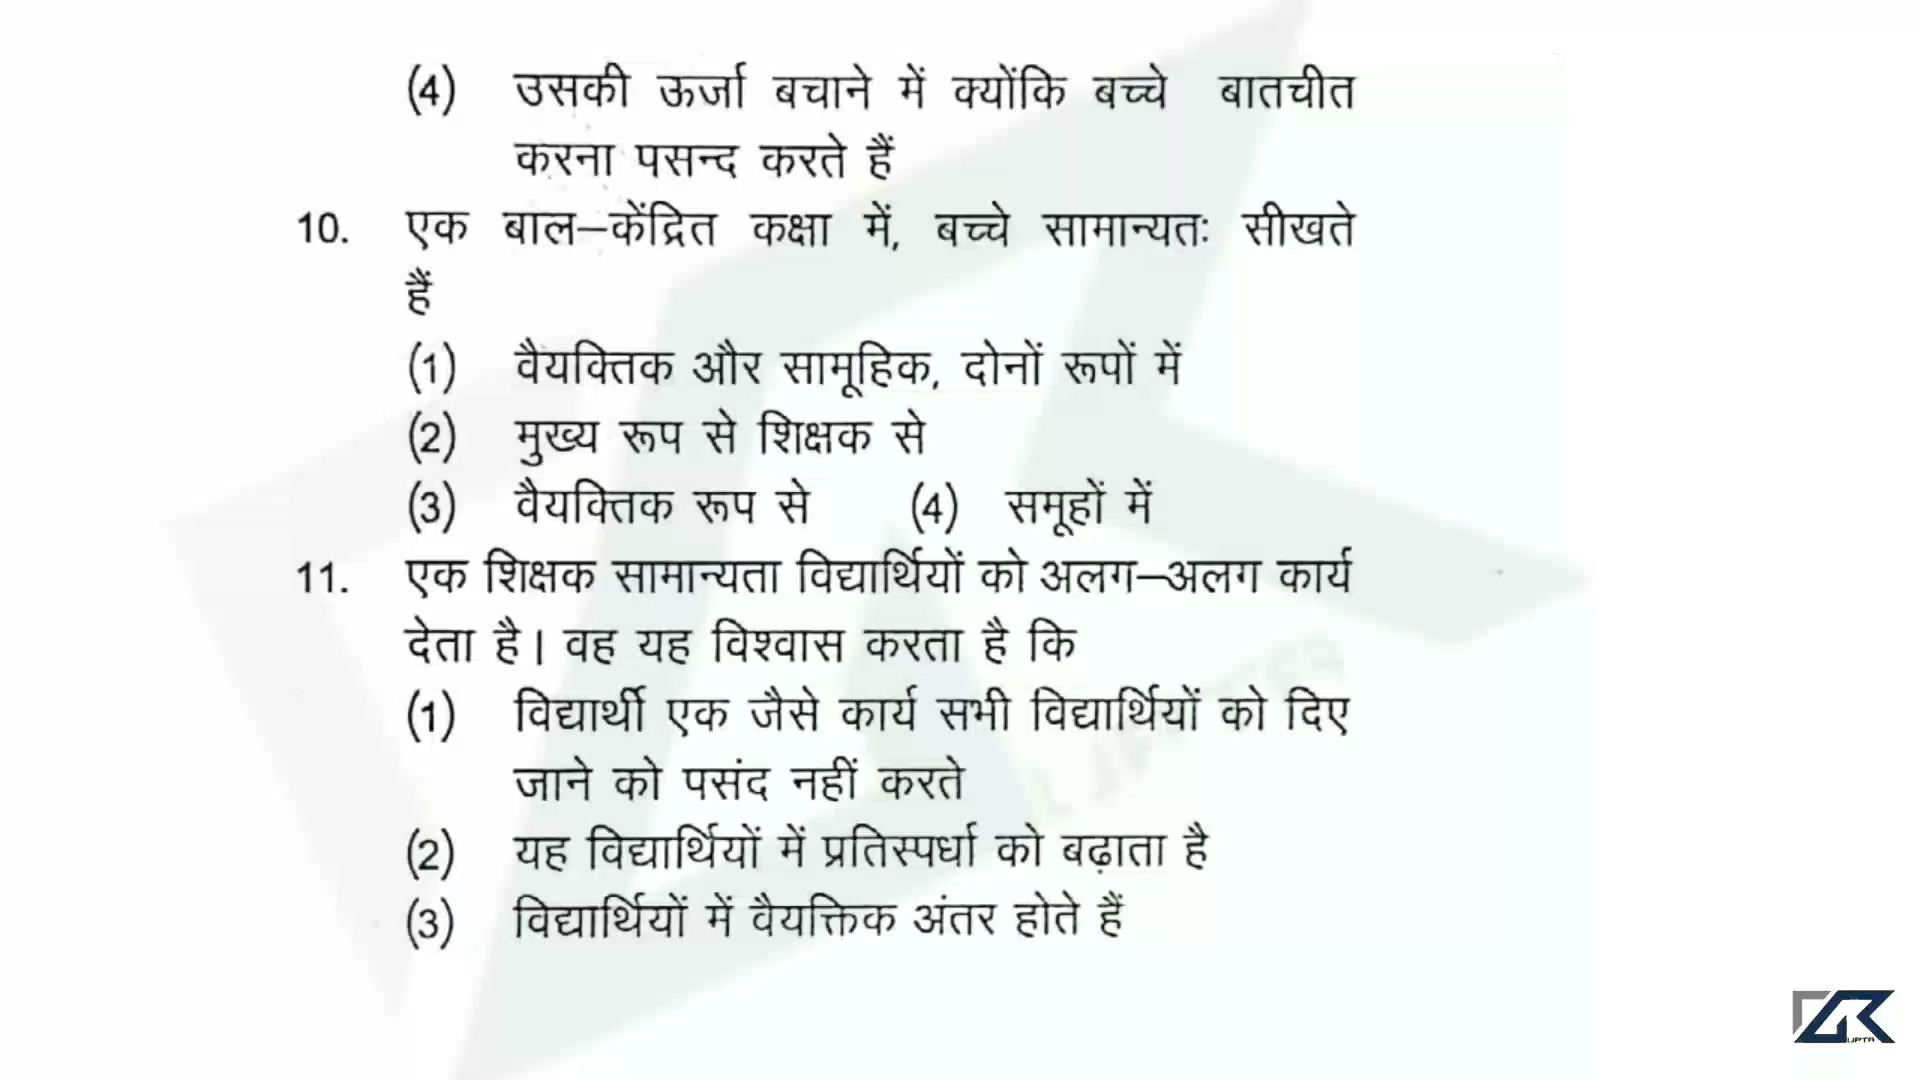 (4) उसकी ऊर्जा बचाने में क्योंकि बच्चे बातचीत
करना पसन्द करते हैं
10. एक बाल–केंद्रित कक्षा में, बच्चे सामान्यतः सीखते
हैं
(1) वैयक्तिक और सामूहिक, दोनों रूपों में
(2) मुख्य रूप से शिक्षक से
(3) वैयक्तिक रूप से (4) समूहों में
11. एक शिक्षक सामान्यता विद्यार्थियों को अलग–अलग कार्य
देता है। वह यह विश्वास करता है कि
(1) विद्यार्थी एक जैसे कार्य सभी विद्यार्थियों को दिए
जाने को पसंद नहीं करते
(2) यह विद्यार्थियों में प्रतिस्पर्धा को बढ़ाता है
(3) विद्यार्थियों में वैयक्तिक अंतर होते हैं